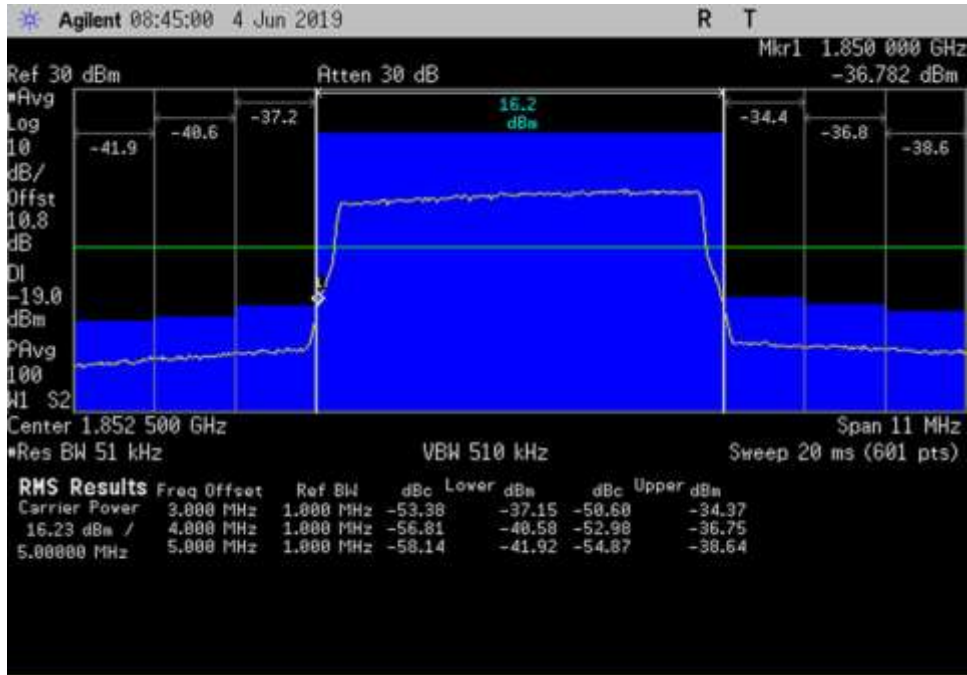 Agilent 08:45:00 4 Jun 2019 R T
Mkr1 1.850 000 GHz
Ref 30 dBm Atten 30 dB -36.782 dBm
*Avg
Log
10
dB/
Offst
10.8
dB
DI
-19.0
dBm
PAvg
100
W1 S2
-41.9 -40.6 -37.2 16.2 dBm -34.4 -36.8 -38.6
1
Center 1.852 500 GHz Span 11 MHz
*Res BW 51 kHz VBW 510 kHz Sweep 20 ms (601 pts)
RMS Results Freq Offset Ref BW dBc Lower dBm dBc Upper dBm
Carrier Power 3.000 MHz 1.000 MHz -53.38 -37.15 -50.60 -34.37
16.23 dBm / 4.000 MHz 1.000 MHz -56.81 -40.58 -52.98 -36.75
5.00000 MHz 5.000 MHz 1.000 MHz -58.14 -41.92 -54.87 -38.64